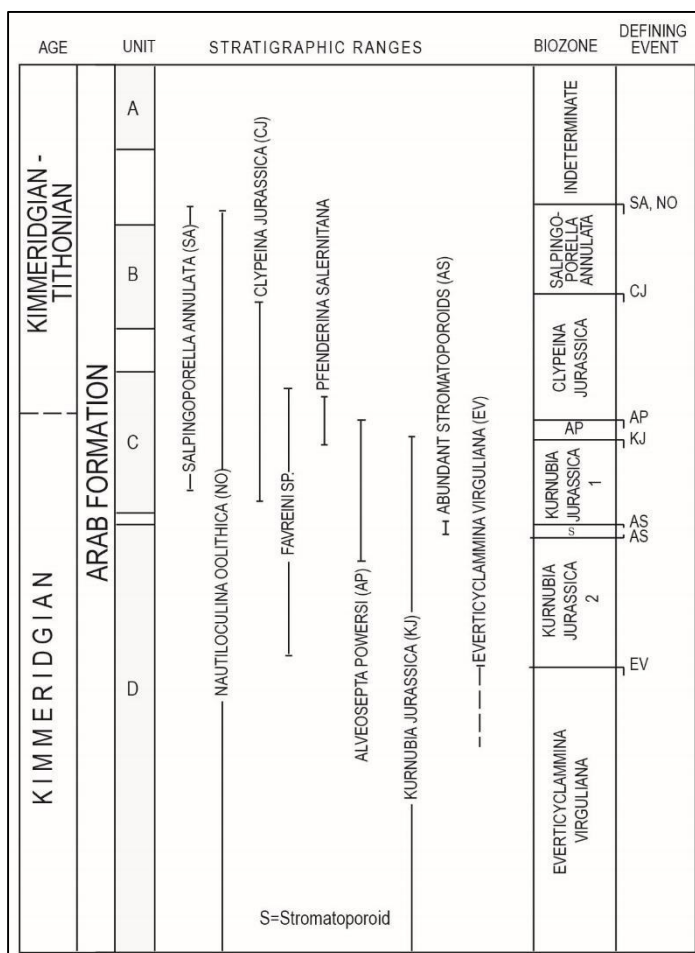 AGE
UNIT
STRATIGRAPHIC RANGES
BIOZONE
DEFINING
EVENT
KIMMERIDGIAN -
TITHONIAN
KIMMERIDGIAN
ARAB FORMATION
A
B
C
D
SALPINGOPORELLA ANNULATA (SA)
NAUTILOCULINA OOLITHICA (NO)
CLYPEINA JURASSICA (CJ)
FAVREINI SP.
PFENDERINA SALERNITANA
ALVEOSEPTA POWERSI (AP)
KURNUBIA JURASSICA (KJ)
ABUNDANT STROMATOPOROIDS (AS)
EVERTICYCLAMMINA VIRGULIANA (EV)
INDETERMINATE
SALPINGO-
PORELLA
ANNULATA
CLYPEINA
JURASSICA
AP
KURNUBIA
JURASSICA
1
S
KURNUBIA
JURASSICA
2
EVERTICYCLAMMINA
VIRGULIANA
SA, NO
CJ
AP
KJ
AS
AS
EV
S=Stromatoporoid